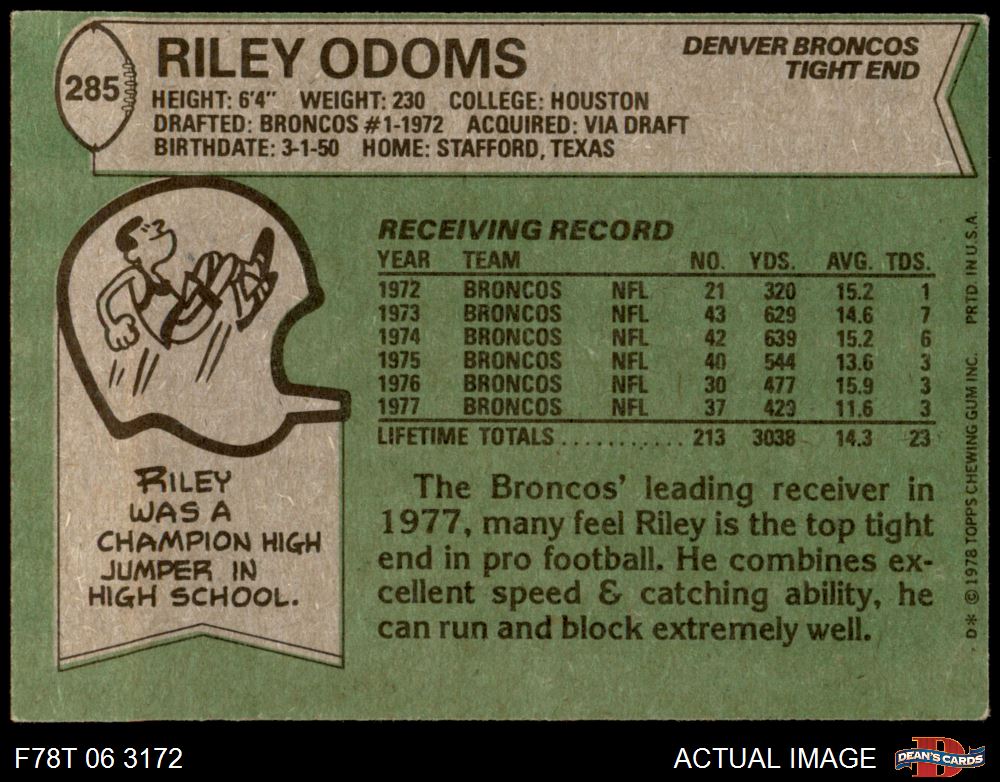 285
RILEY ODOMS
DENVER BRONCOS
TIGHT END
HEIGHT: 6'4" WEIGHT: 230 COLLEGE: HOUSTON
DRAFTED: BRONCOS #1-1972 ACQUIRED: VIA DRAFT
BIRTHDATE: 3-1-50 HOME: STAFFORD, TEXAS
RECEIVING RECORD
YEAR TEAM NO. YDS. AVG. TDS.
1972 BRONCOS NFL 21 320 15.2 1
1973 BRONCOS NFL 43 629 14.6 7
1974 BRONCOS NFL 42 639 15.2 6
1975 BRONCOS NFL 40 544 13.6 3
1976 BRONCOS NFL 30 477 15.9 3
1977 BRONCOS NFL 37 429 11.6 3
LIFETIME TOTALS........... 213 3038 14.3 23
RILEY
WAS A
CHAMPION HIGH
JUMPER IN
HIGH SCHOOL.
The Broncos' leading receiver in
1977, many feel Riley is the top tight
end in pro football. He combines ex-
cellent speed & catching ability, he
can run and block extremely well.
D* © 1978 TOPPS CHEWING GUM INC. PRTD. IN U.S.A.
F78T 06 3172
ACTUAL IMAGE
D
DEAN'S CARDS